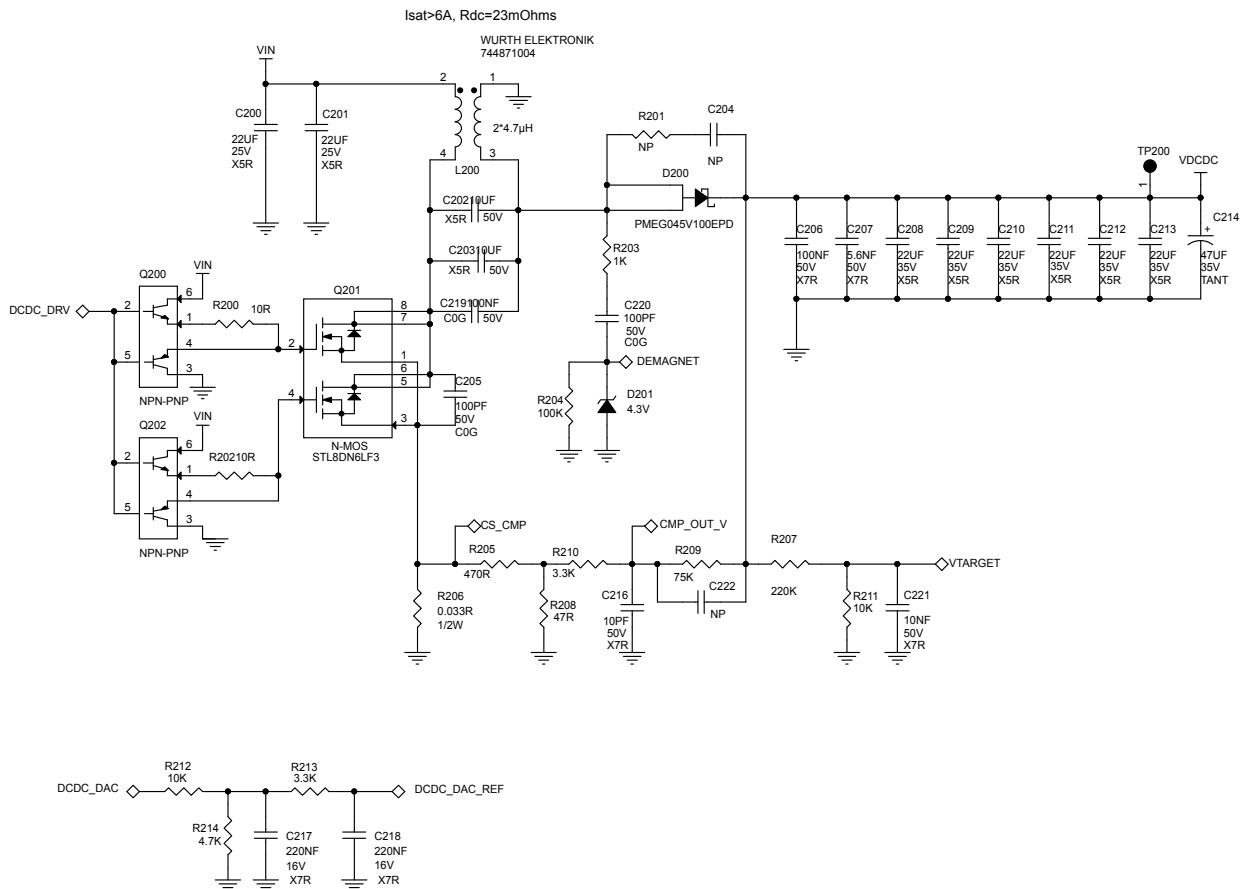 Isat>6A, Rdc=23mOhms
WURTH ELEKTRONIK
744871004
VIN
2
1
C200
22UF
25V
X5R
C201
22UF
25V
X5R
2*4.7µH
4
3
L200
R201
NP
C204
NP
D200
PMEG045V100EPD
TP200
1
VDCDC
C20210UF
X5R
50V
C20310UF
X5R
50V
C219100NF
C0G
50V
R203
1K
C220
100PF
50V
C0G
DEMAGNET
R204
100K
D201
4.3V
C206
100NF
50V
X7R
C207
5.6NF
50V
X7R
C208
22UF
35V
X5R
C209
22UF
35V
X5R
C210
22UF
35V
X5R
C211
22UF
35V
X5R
C212
22UF
35V
X5R
C213
22UF
35V
X5R
C214
+
47UF
35V
TANT
DCDC_DRV
Q200
VIN
2
6
1
5
4
3
NPN-PNP
R200
10R
Q201
2
8
7
1
4
6
5
3
N-MOS
STL8DN6LF3
C205
100PF
50V
C0G
Q202
VIN
2
6
1
5
4
3
NPN-PNP
R20210R
CS_CMP
R205
470R
R206
0.033R
1/2W
R210
3.3K
R208
47R
CMP_OUT_V
C216
10PF
50V
X7R
R209
75K
C222
NP
R207
220K
R211
10K
C221
10NF
50V
X7R
VTARGET
DCDC_DAC
R212
10K
R213
3.3K
DCDC_DAC_REF
R214
4.7K
C217
220NF
16V
X7R
C218
220NF
16V
X7R